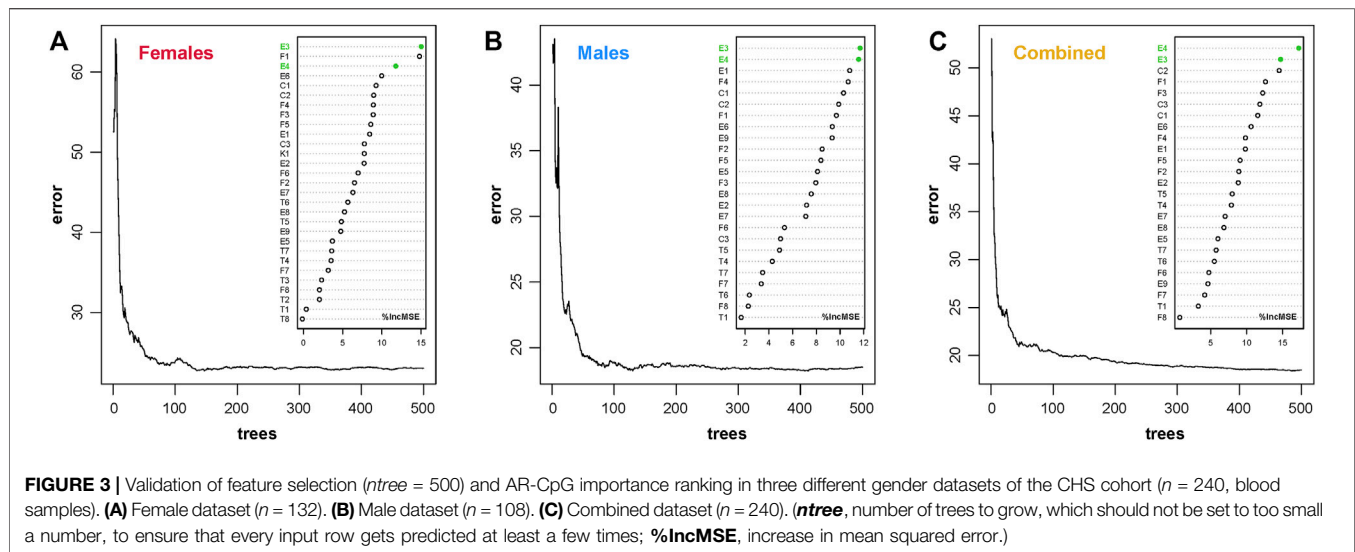 A
Females
error
60
50
40
30
E3
F1
E4
E6
C1
C2
F4
F3
F5
E1
C3
K1
E2
F6
F2
E7
T6
E8
T5
E9
E5
T7
T4
F7
T3
F8
T2
T1
T8
%IncMSE
0 5 10 15
0 100 200 300 400 500
trees
B
Males
error
40
35
30
25
20
E3
E4
E1
F4
C1
C2
F1
E6
E9
F2
F5
E5
F3
E8
E2
E7
F6
C3
T5
T4
T7
F7
T6
F8
T1
%IncMSE
2 4 6 8 10 12
0 100 200 300 400 500
trees
C
Combined
error
50
45
40
35
30
25
20
E4
E3
C2
F1
F3
C3
C1
E6
F4
E1
F5
F2
E2
T5
T4
E7
E8
E5
T7
T6
F6
E9
F7
T1
F8
%IncMSE
5 10 15
0 100 200 300 400 500
trees
FIGURE 3 | Validation of feature selection (ntree = 500) and AR-CpG importance ranking in three different gender datasets of the CHS cohort (n = 240, blood
samples). (A) Female dataset (n = 132). (B) Male dataset (n = 108). (C) Combined dataset (n = 240). (ntree, number of trees to grow, which should not be set to too small
a number, to ensure that every input row gets predicted at least a few times; %IncMSE, increase in mean squared error.)